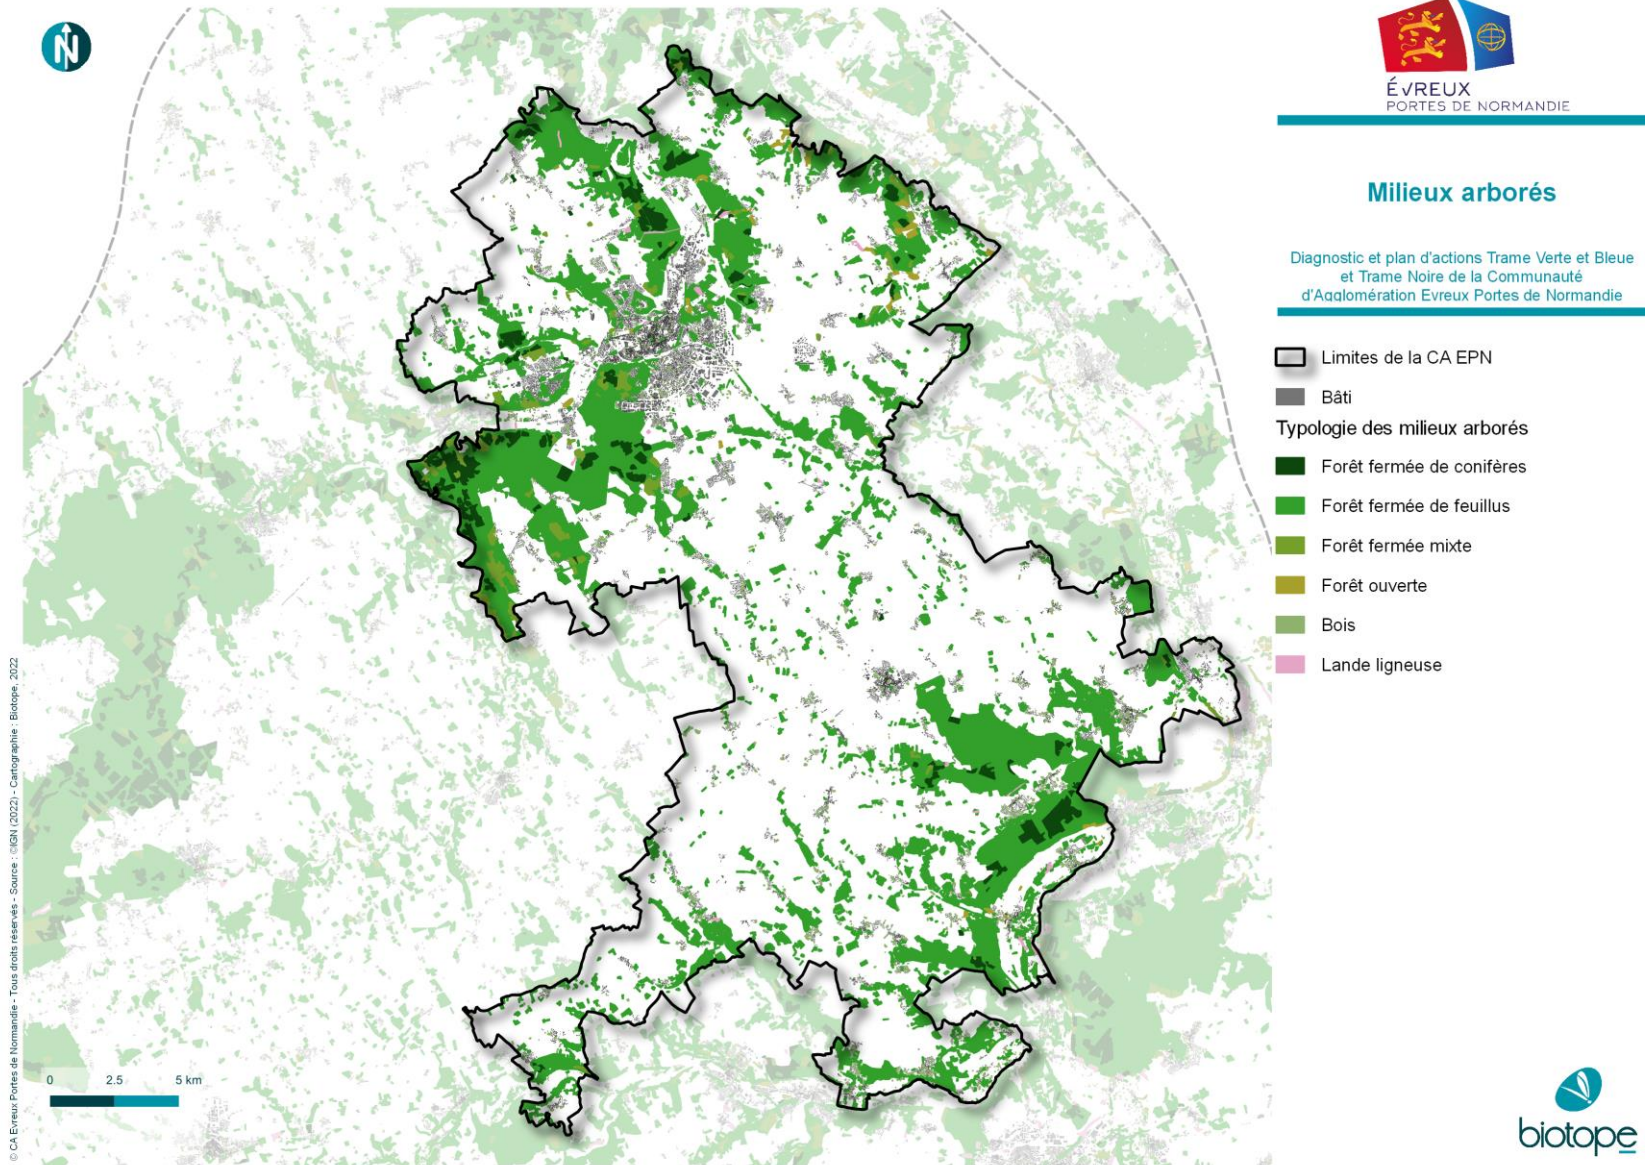 N
ÉVREUX
PORTES DE NORMANDIE
Milieux arborés
Diagnostic et plan d'actions Trame Verte et Bleue
et Trame Noire de la Communauté
d'Agglomération Evreux Portes de Normandie
Limites de la CA EPN
Bâti
Typologie des milieux arborés
Forêt fermée de conifères
Forêt fermée de feuillus
Forêt fermée mixte
Forêt ouverte
Bois
Lande ligneuse
0 2.5 5 km
© CA Evreux Portes de Normandie - Tous droits réservés - Source : ©IGN (2022) - Cartographie : Biotope, 2022
biotope